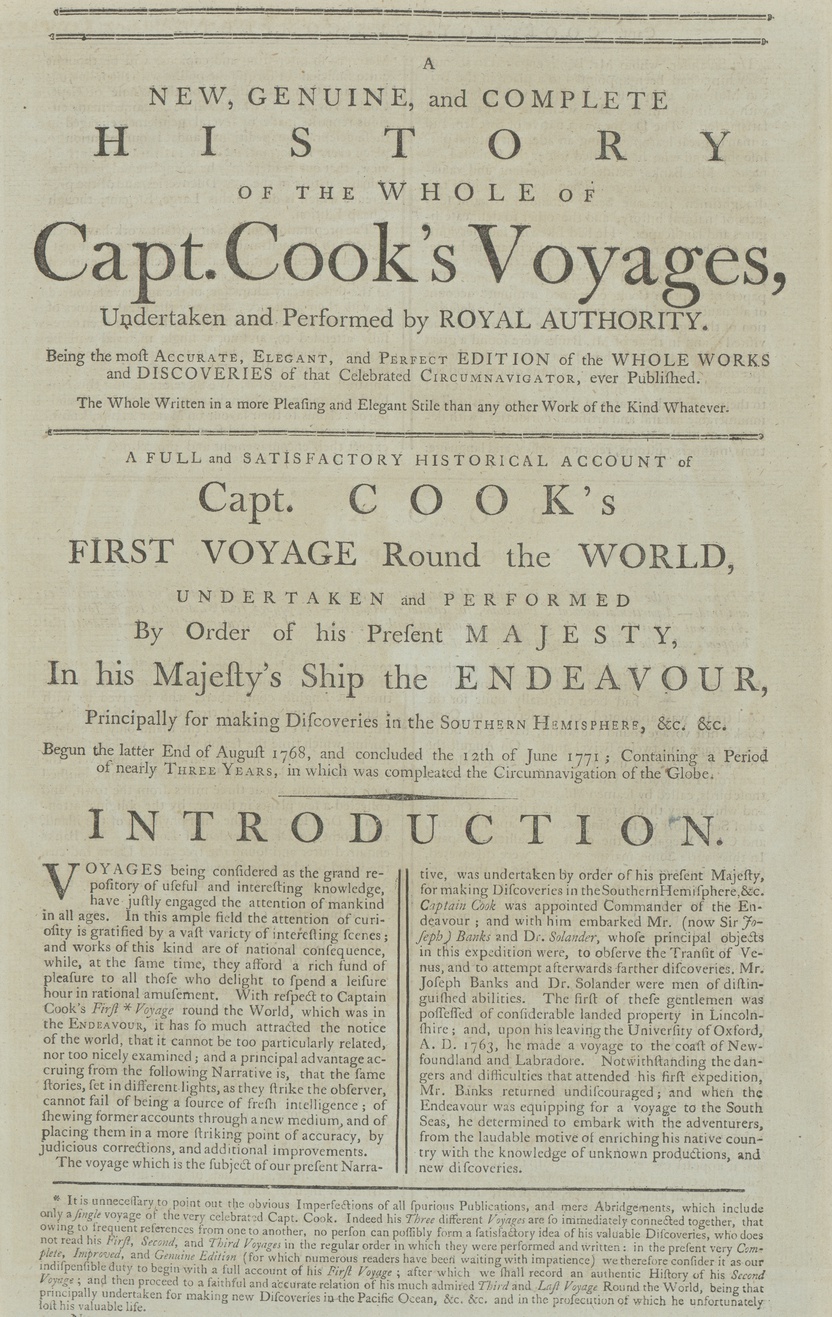 A
NEW, GENUINE, and COMPLETE
HISTORY
OF THE WHOLE OF
Capt. Cook's Voyages,
Undertaken and Performed by ROYAL AUTHORITY.
Being the moſt ACCURATE, ELEGANT, and PERFECT EDITION of the WHOLE WORKS
and DISCOVERIES of that Celebrated CIRCUMNAVIGATOR, ever Publiſhed.
The Whole Written in a more Pleaſing and Elegant Stile than any other Work of the Kind Whatever.
A FULL and SATISFACTORY HISTORICAL ACCOUNT of
Capt. COOK's
FIRST VOYAGE Round the WORLD,
UNDERTAKEN and PERFORMED
By Order of his Preſent MAJESTY,
In his Majeſty's Ship the ENDEAVOUR,
Principally for making Diſcoveries in the SOUTHERN HEMISPHERE, &c. &c.
Begun the latter End of Auguſt 1768, and concluded the 12th of June 1771; Containing a Period
of nearly THREE YEARS, in which was compleated the Circumnavigation of the Globe.
INTRODUCTION.
VOYAGES being conſidered as the grand re-
poſitory of uſeful and intereſting knowledge,
have juſtly engaged the attention of mankind
in all ages. In this ample field the attention of curi-
oſity is gratified by a vaſt variety of intereſting ſcenes;
and works of this kind are of national conſequence,
while, at the ſame time, they afford a rich fund of
pleaſure to all thoſe who delight to ſpend a leiſure
hour in rational amuſement. With reſpect to Captain
Cook's Firſt * Voyage round the World, which was in
the ENDEAVOUR, it has ſo much attracted the notice
of the world, that it cannot be too particularly related,
nor too nicely examined; and a principal advantage ac-
cruing from the following Narrative is, that the ſame
ſtories, ſet in different lights, as they ſtrike the obſerver,
cannot fail of being a ſource of freſh intelligence; of
ſhewing former accounts through a new medium, and of
placing them in a more ſtriking point of accuracy, by
judicious corrections, and additional improvements.
The voyage which is the ſubject of our preſent Narra-
tive, was undertaken by order of his preſent Majeſty,
for making Diſcoveries in the Southern Hemiſphere, &c.
Captain Cook was appointed Commander of the En-
deavour; and with him embarked Mr. (now Sir Jo-
ſeph) Banks and Dr. Solander, whoſe principal objects
in this expedition were, to obſerve the Tranſit of Ve-
nus, and to attempt afterwards farther diſcoveries. Mr.
Joſeph Banks and Dr. Solander were men of diſtin-
guiſhed abilities. The firſt of theſe gentlemen was
poſſeſſed of conſiderable landed property in Lincoln-
ſhire; and, upon his leaving the Univerſity of Oxford,
A. D. 1763, he made a voyage to the coaſt of New-
foundland and Labradore. Notwithſtanding the dan-
gers and difficulties that attended his firſt expedition,
Mr. Banks returned undiſcouraged; and when the
Endeavour was equipping for a voyage to the South
Seas, he determined to embark with the adventurers,
from the laudable motive of enriching his native coun-
try with the knowledge of unknown productions, and
new diſcoveries.
* It is unneceſſary to point out the obvious Imperfections of all ſpurious Publications, and mere Abridgements, which include
only a ſingle voyage of the very celebrated Capt. Cook. Indeed his Three different Voyages are ſo immediately connected together, that
owing to frequent references from one to another, no perſon can poſſibly form a ſatisfactory idea of his valuable Diſcoveries, who does
not read his Firſt, Second, and Third Voyages in the regular order in which they were performed and written: in the preſent very Com-
plete, Improved, and Genuine Edition (for which numerous readers have been waiting with impatience) we therefore conſider it as our
indiſpenſible duty to begin with a full account of his Firſt Voyage; after which we ſhall record an authentic Hiſtory of his Second
Voyage; and then proceed to a faithful and accurate relation of his much admired Third and Laſt Voyage Round the World, being that
principally undertaken for making new Diſcoveries in the Pacific Ocean, &c. &c. and in the proſecution of which he unfortunately
loſt his valuable life.